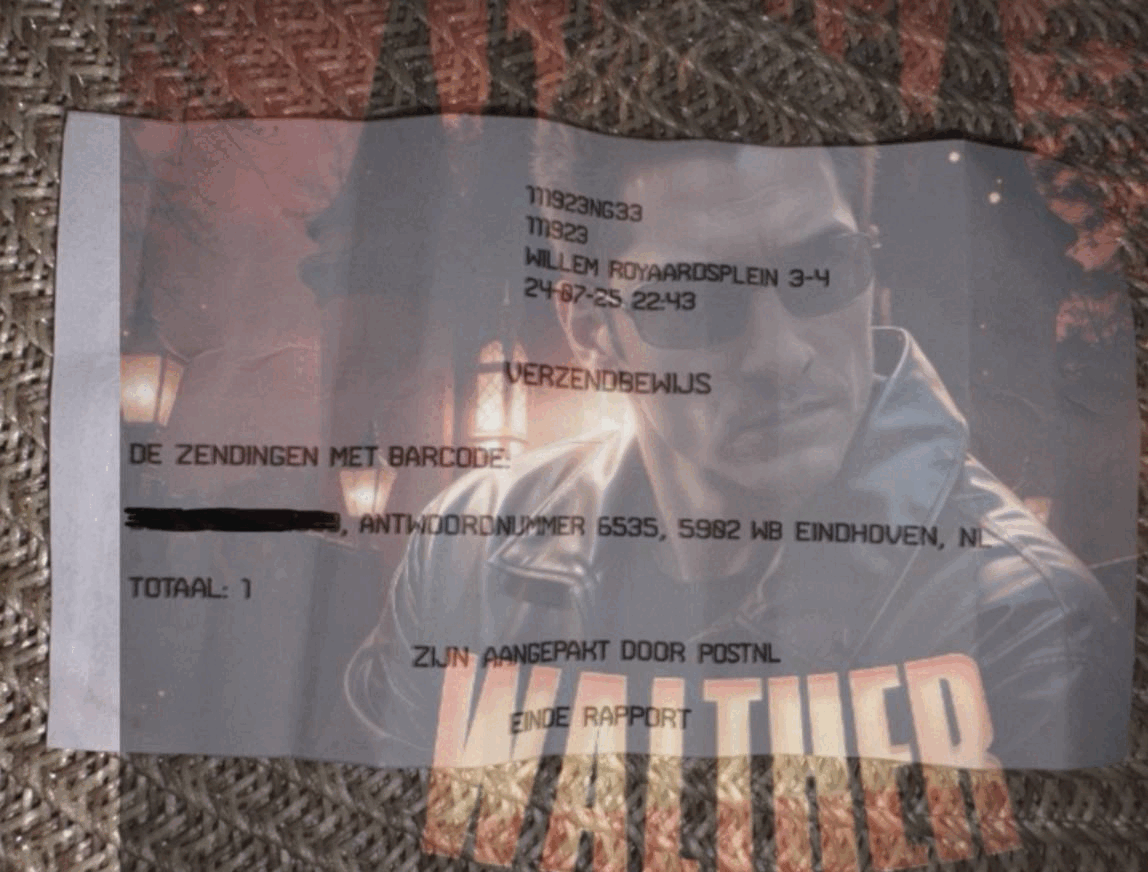 111923NG33
111923
WILLEM ROYAARDSPLEIN 3-4
24-07-25 22:43
VERZENDBEWIJS
DE ZENDINGEN MET BARCODE:
, ANTWOORDNUMMER 6535, 5902 WB EINDHOVEN, NL
TOTAAL: 1
ZIJN AANGEPAKT DOOR POSTNL
EINDE RAPPORT
WALTHER